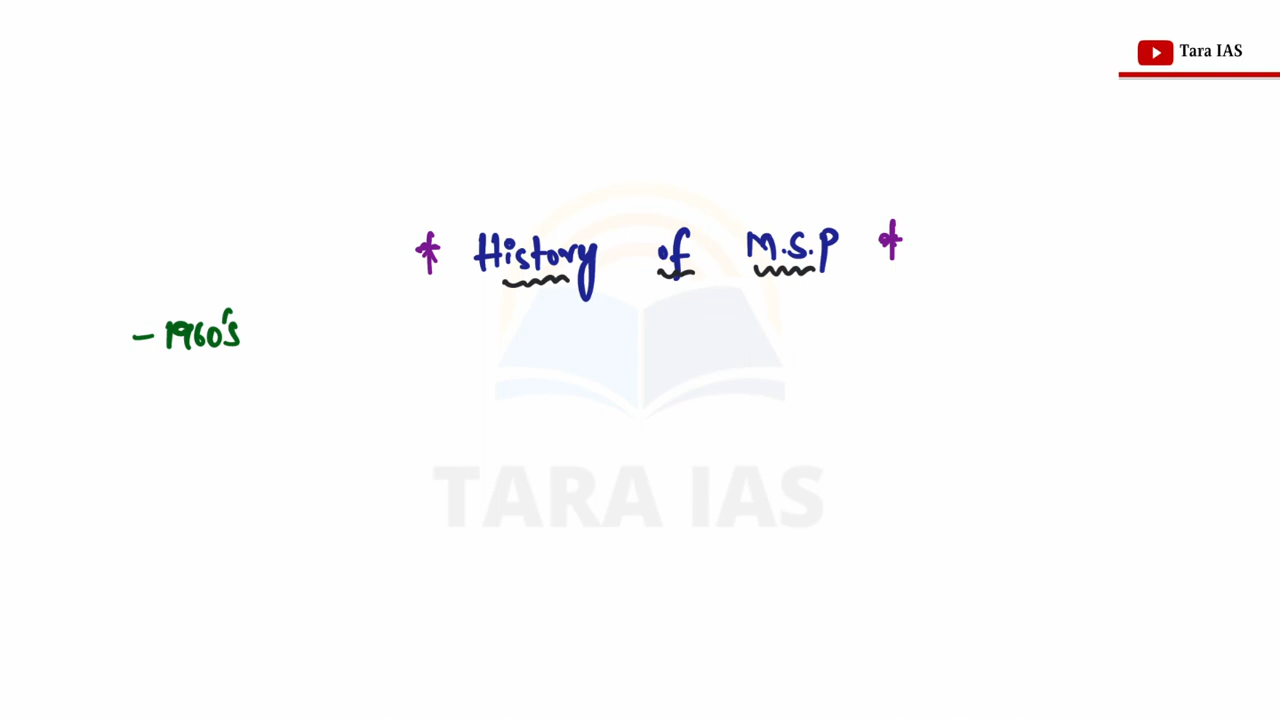 Tara IAS
* History of M.S.P *
- 1960's
TARA IAS